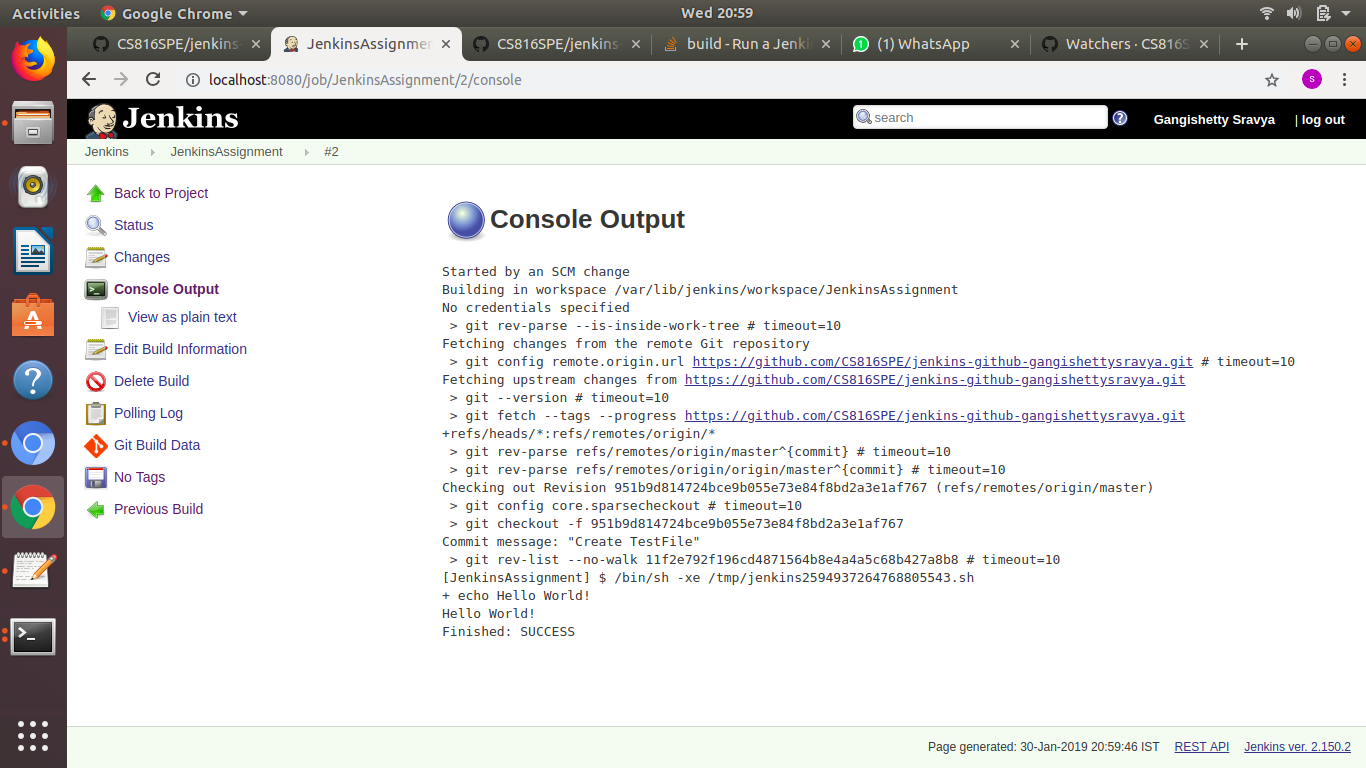 Activities
Google Chrome
Wed 20:59
CS816SPE/jenkins-
JenkinsAssignme
CS816SPE/jenkins
build - Run a Jenk
(1) WhatsApp
Watchers · CS816S
localhost:8080/job/JenkinsAssignment/2/console
S
Jenkins
search
Gangishetty Sravya
| log out
Jenkins
JenkinsAssignment
#2
Back to Project
Status
Changes
Console Output
View as plain text
Edit Build Information
Delete Build
Polling Log
Git Build Data
No Tags
Previous Build
Console Output
Started by an SCM change
Building in workspace /var/lib/jenkins/workspace/JenkinsAssignment
No credentials specified
> git rev-parse --is-inside-work-tree # timeout=10
Fetching changes from the remote Git repository
> git config remote.origin.url https://github.com/CS816SPE/jenkins-github-gangishettysravya.git # timeout=10
Fetching upstream changes from https://github.com/CS816SPE/jenkins-github-gangishettysravya.git
> git --version # timeout=10
> git fetch --tags --progress https://github.com/CS816SPE/jenkins-github-gangishettysravya.git
+refs/heads/*:refs/remotes/origin/*
> git rev-parse refs/remotes/origin/master^{commit} # timeout=10
> git rev-parse refs/remotes/origin/origin/master^{commit} # timeout=10
Checking out Revision 951b9d814724bce9b055e73e84f8bd2a3e1af767 (refs/remotes/origin/master)
> git config core.sparsecheckout # timeout=10
> git checkout -f 951b9d814724bce9b055e73e84f8bd2a3e1af767
Commit message: "Create TestFile"
> git rev-list --no-walk 11f2e792f196cd4871564b8e4a4a5c68b427a8b8 # timeout=10
[JenkinsAssignment] $ /bin/sh -xe /tmp/jenkins2594937264768805543.sh
+ echo Hello World!
Hello World!
Finished: SUCCESS
Page generated: 30-Jan-2019 20:59:46 IST
REST API
Jenkins ver. 2.150.2